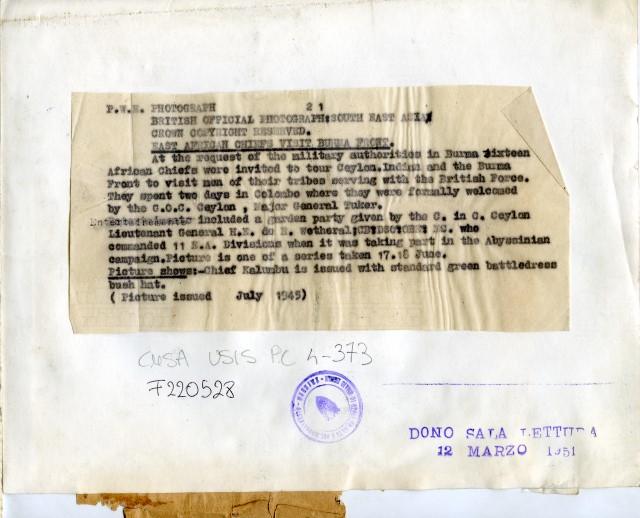 P.W.E. PHOTOGRAPH 21
BRITISH OFFICIAL PHOTOGRAPH:SOUTH EAST ASIA
CROWN COPYRIGHT RESERVED.
EAST AFRICAN CHIEFS VISIT BURMA FRONT.
At the request of the military authorities in Burma Sixteen
African Chiefs were invited to tour Ceylon.India and the Burma
Front to visit men of their tribes serving with the British Force.
They spent two days in Colombo where they were formally welcomed
by the G.O.C. Ceylon , Major General Tuker.
Entertainments included a garden party given by the C. in C. Ceylon
Lieutenant General H.E. de R. Wetheral; who
commanded 11 E.A. Divisions when it was taking part in the Abyssinian
campaign.Picture is one of a series taken 17.18 June.
Picture shows:-Chief Kalumbu is issued with standard green battledress
bush hat.
( Picture issued July 1945)
USIS PC 4-373
F220528
DONO SALA LETTURA
12 MARZO 1951